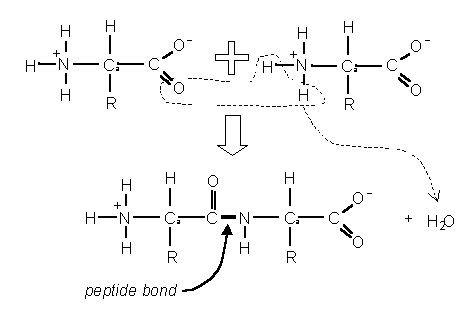 H H H H
O⁻ O⁻
H N⁺ C C + H N⁺ C C
O O
H R H R
H H O H
O⁻
H N⁺ C C N C C + H₂O
O
H R H R
peptide bond